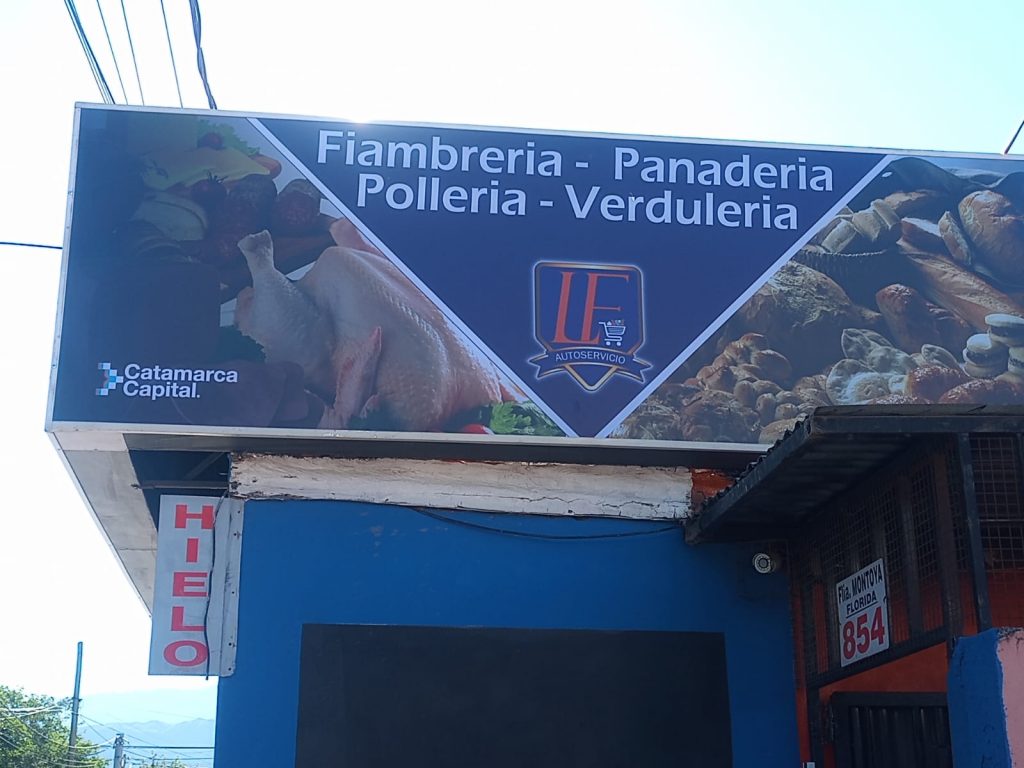 Fiambreria - Panaderia
Polleria - Verduleria
LF
AUTOSERVICIO
Catamarca
Capital.
HIELO
Flia. MONTOYA
FLORIDA
854